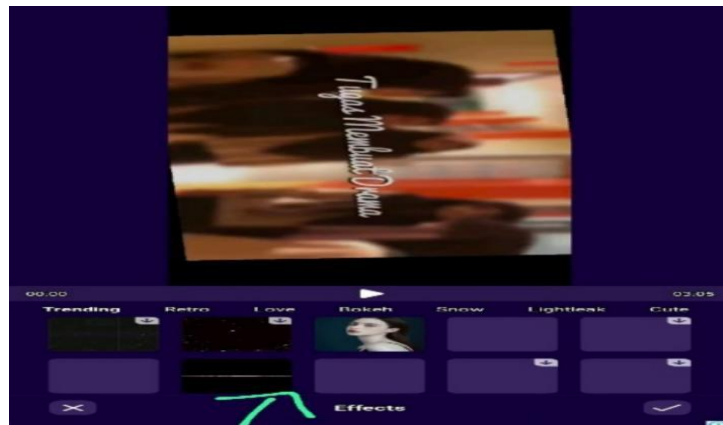 Tugas Membuat Drama
00.00 03.05
Trending Retro Love Bokeh Snow Lightleak Cute
Effects